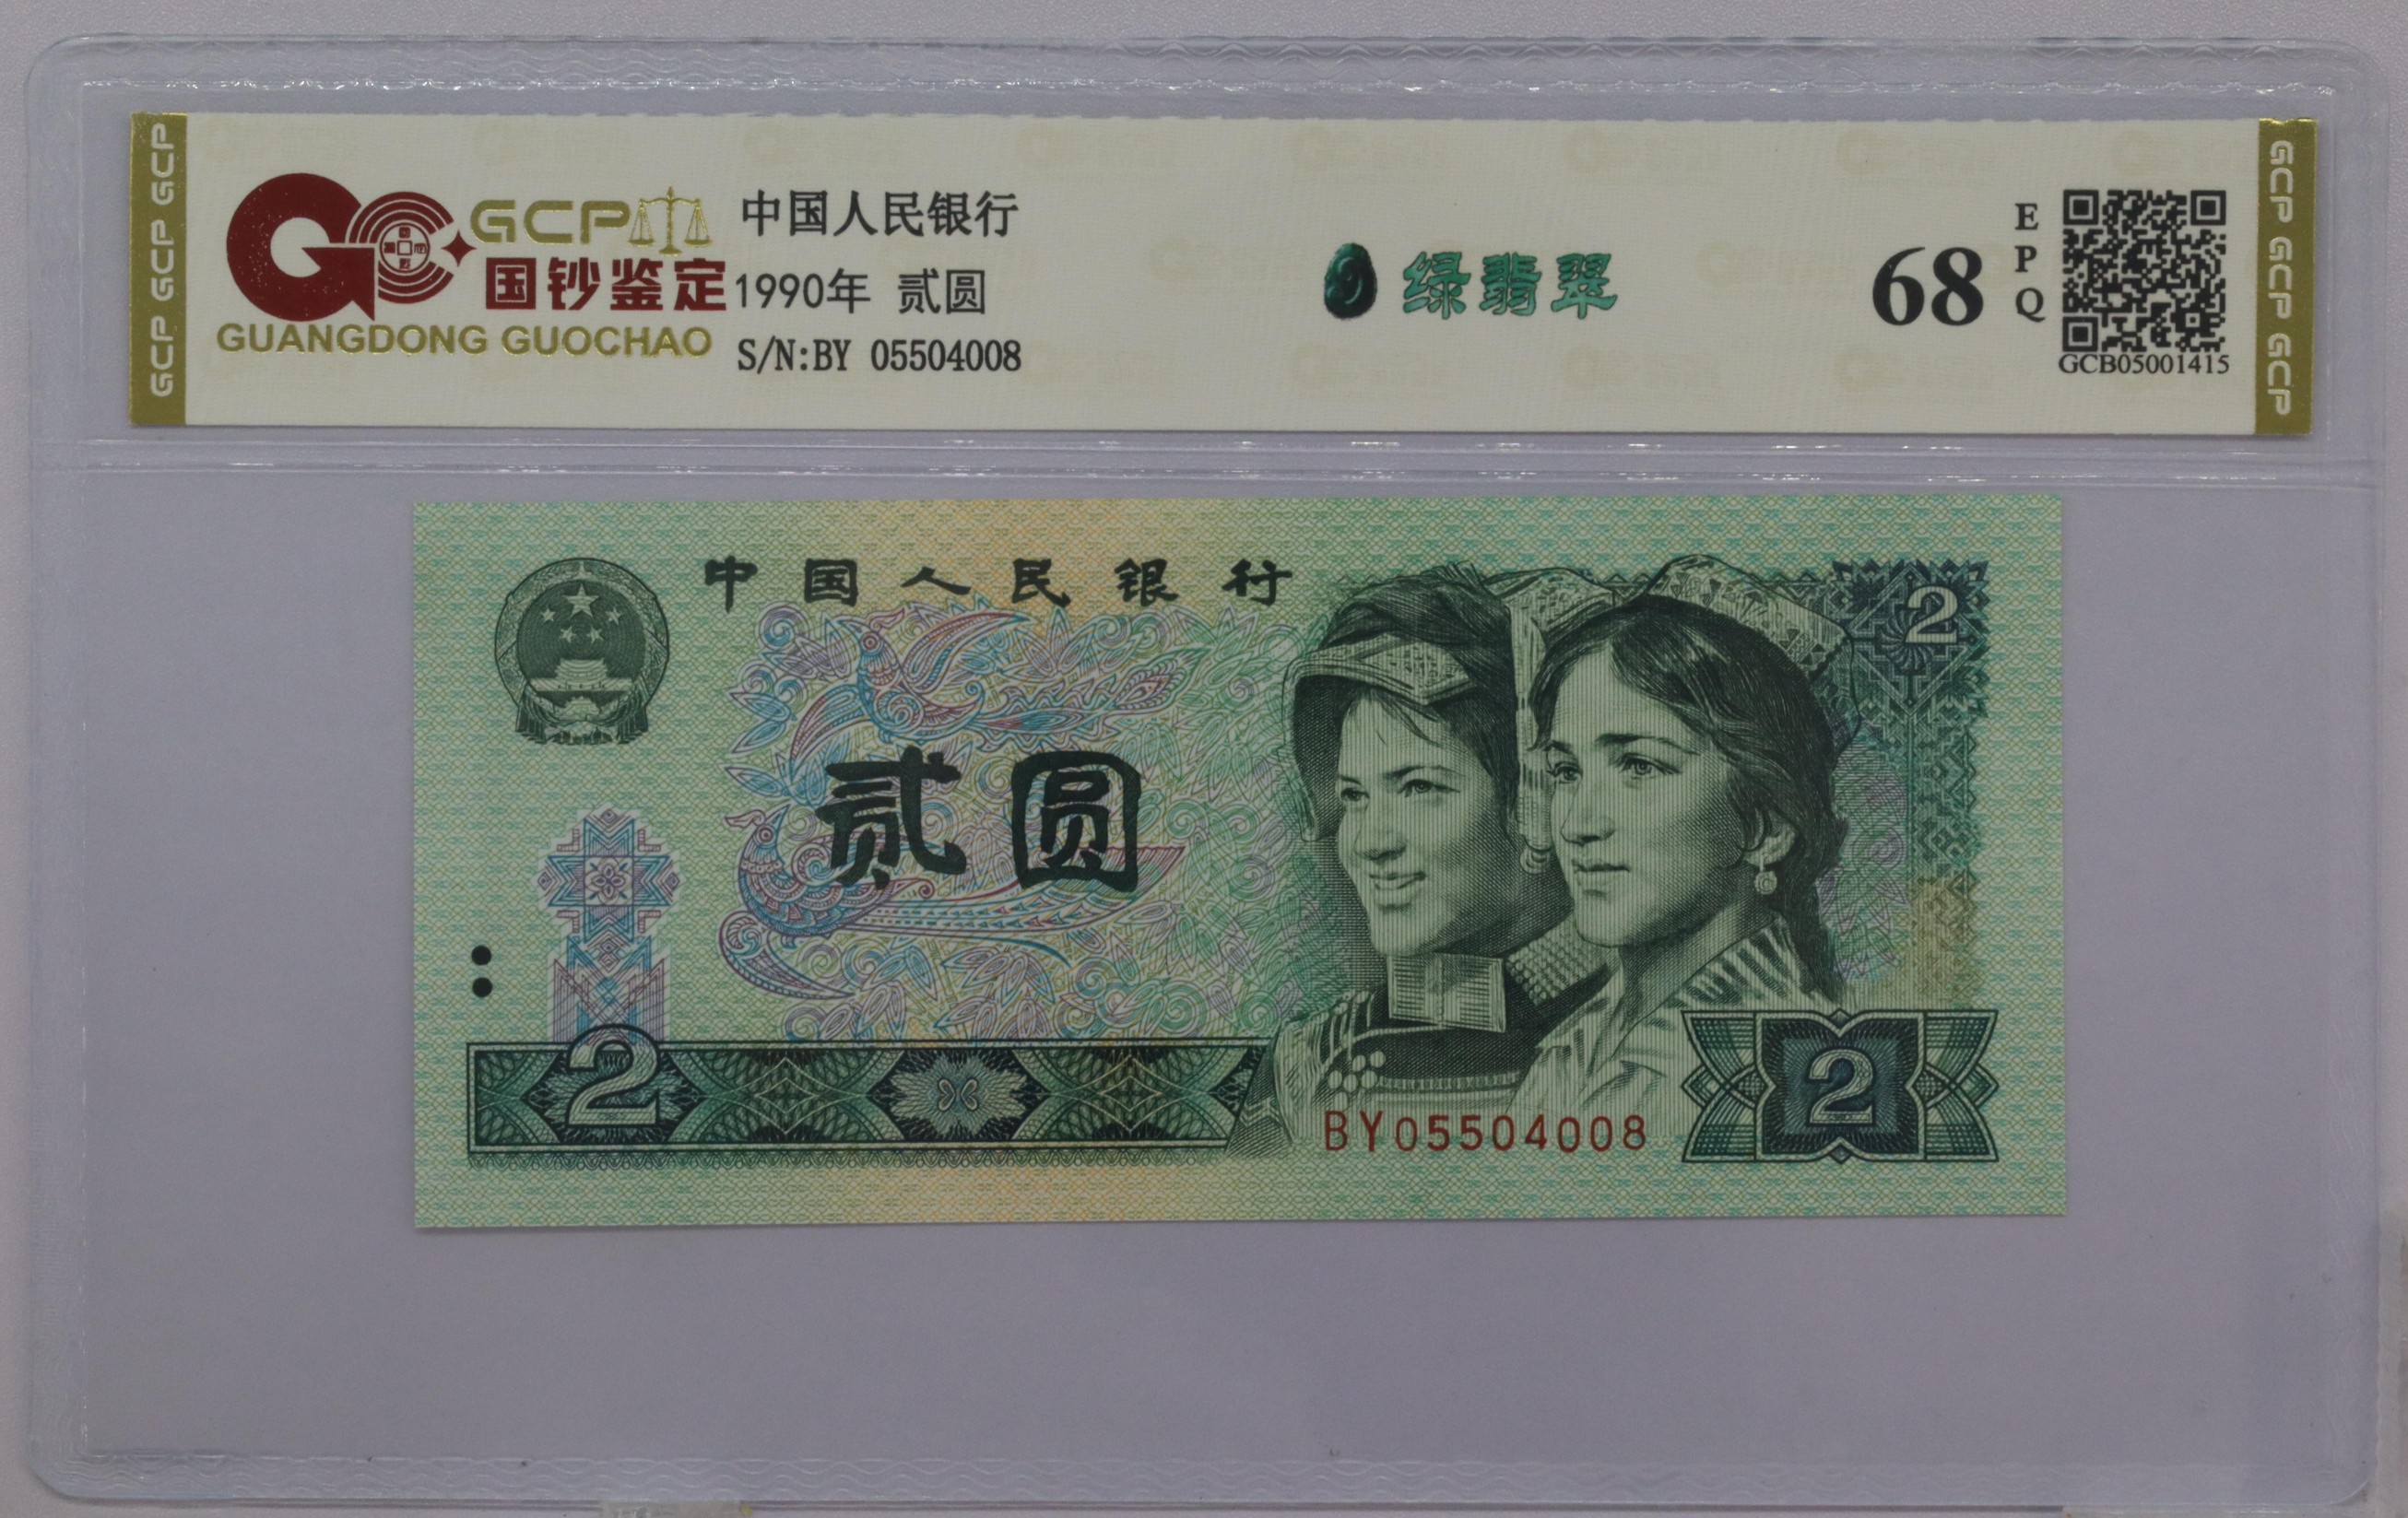 GCP GCP GCP
GCP
国钞鉴定
GUANGDONG GUOCHAO
中国人民银行
1990年 贰圆
S/N:BY 05504008
绿翡翠
68
EPQ
GCB05001415
GCP GCP GCP
中国人民银行
2
贰圆
2
BY05504008
2